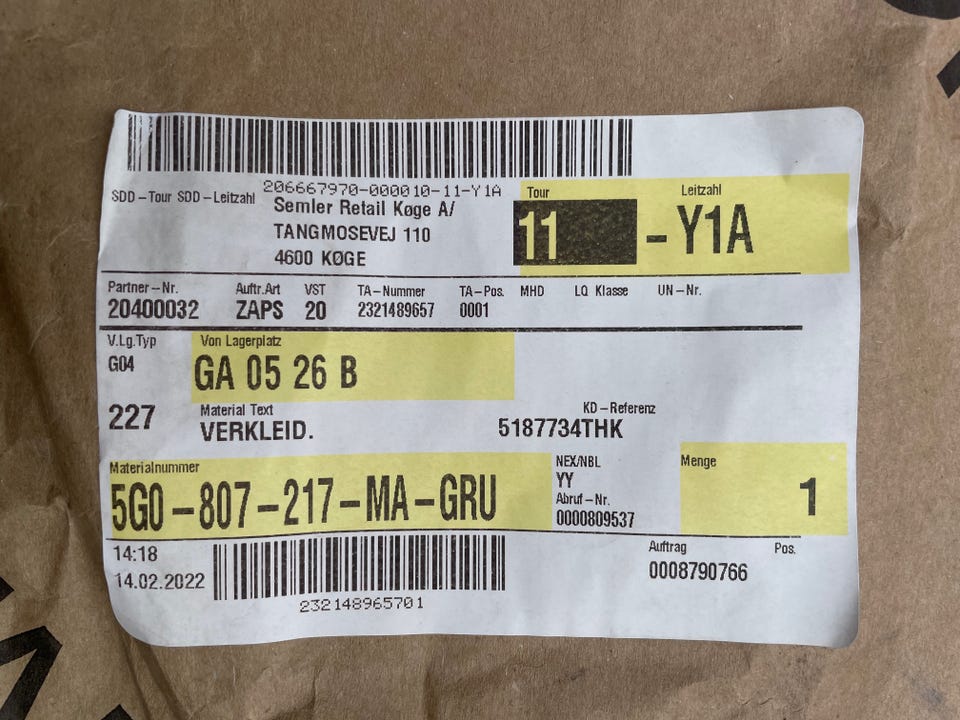 206667970-000010-11-Y1A
SDD-Tour SDD-Leitzahl
Semler Retail Køge A/
TANGMOSEVEJ 110
4600 KØGE
Tour Leitzahl
11 - Y1A
Partner-Nr. Auftr.Art VST TA-Nummer TA-Pos. MHD LQ Klasse UN-Nr.
20400032 ZAPS 20 2321489657 0001
V.Lg.Typ Von Lagerplatz
G04 GA 05 26 B
Material Text KD-Referenz
227 VERKLEID. 5187734THK
Materialnummer NEX/NBL Menge
5G0-807-217-MA-GRU YY 1
Abruf-Nr.
0000809537
14:18 Auftrag Pos.
14.02.2022 0008790766
232148965701